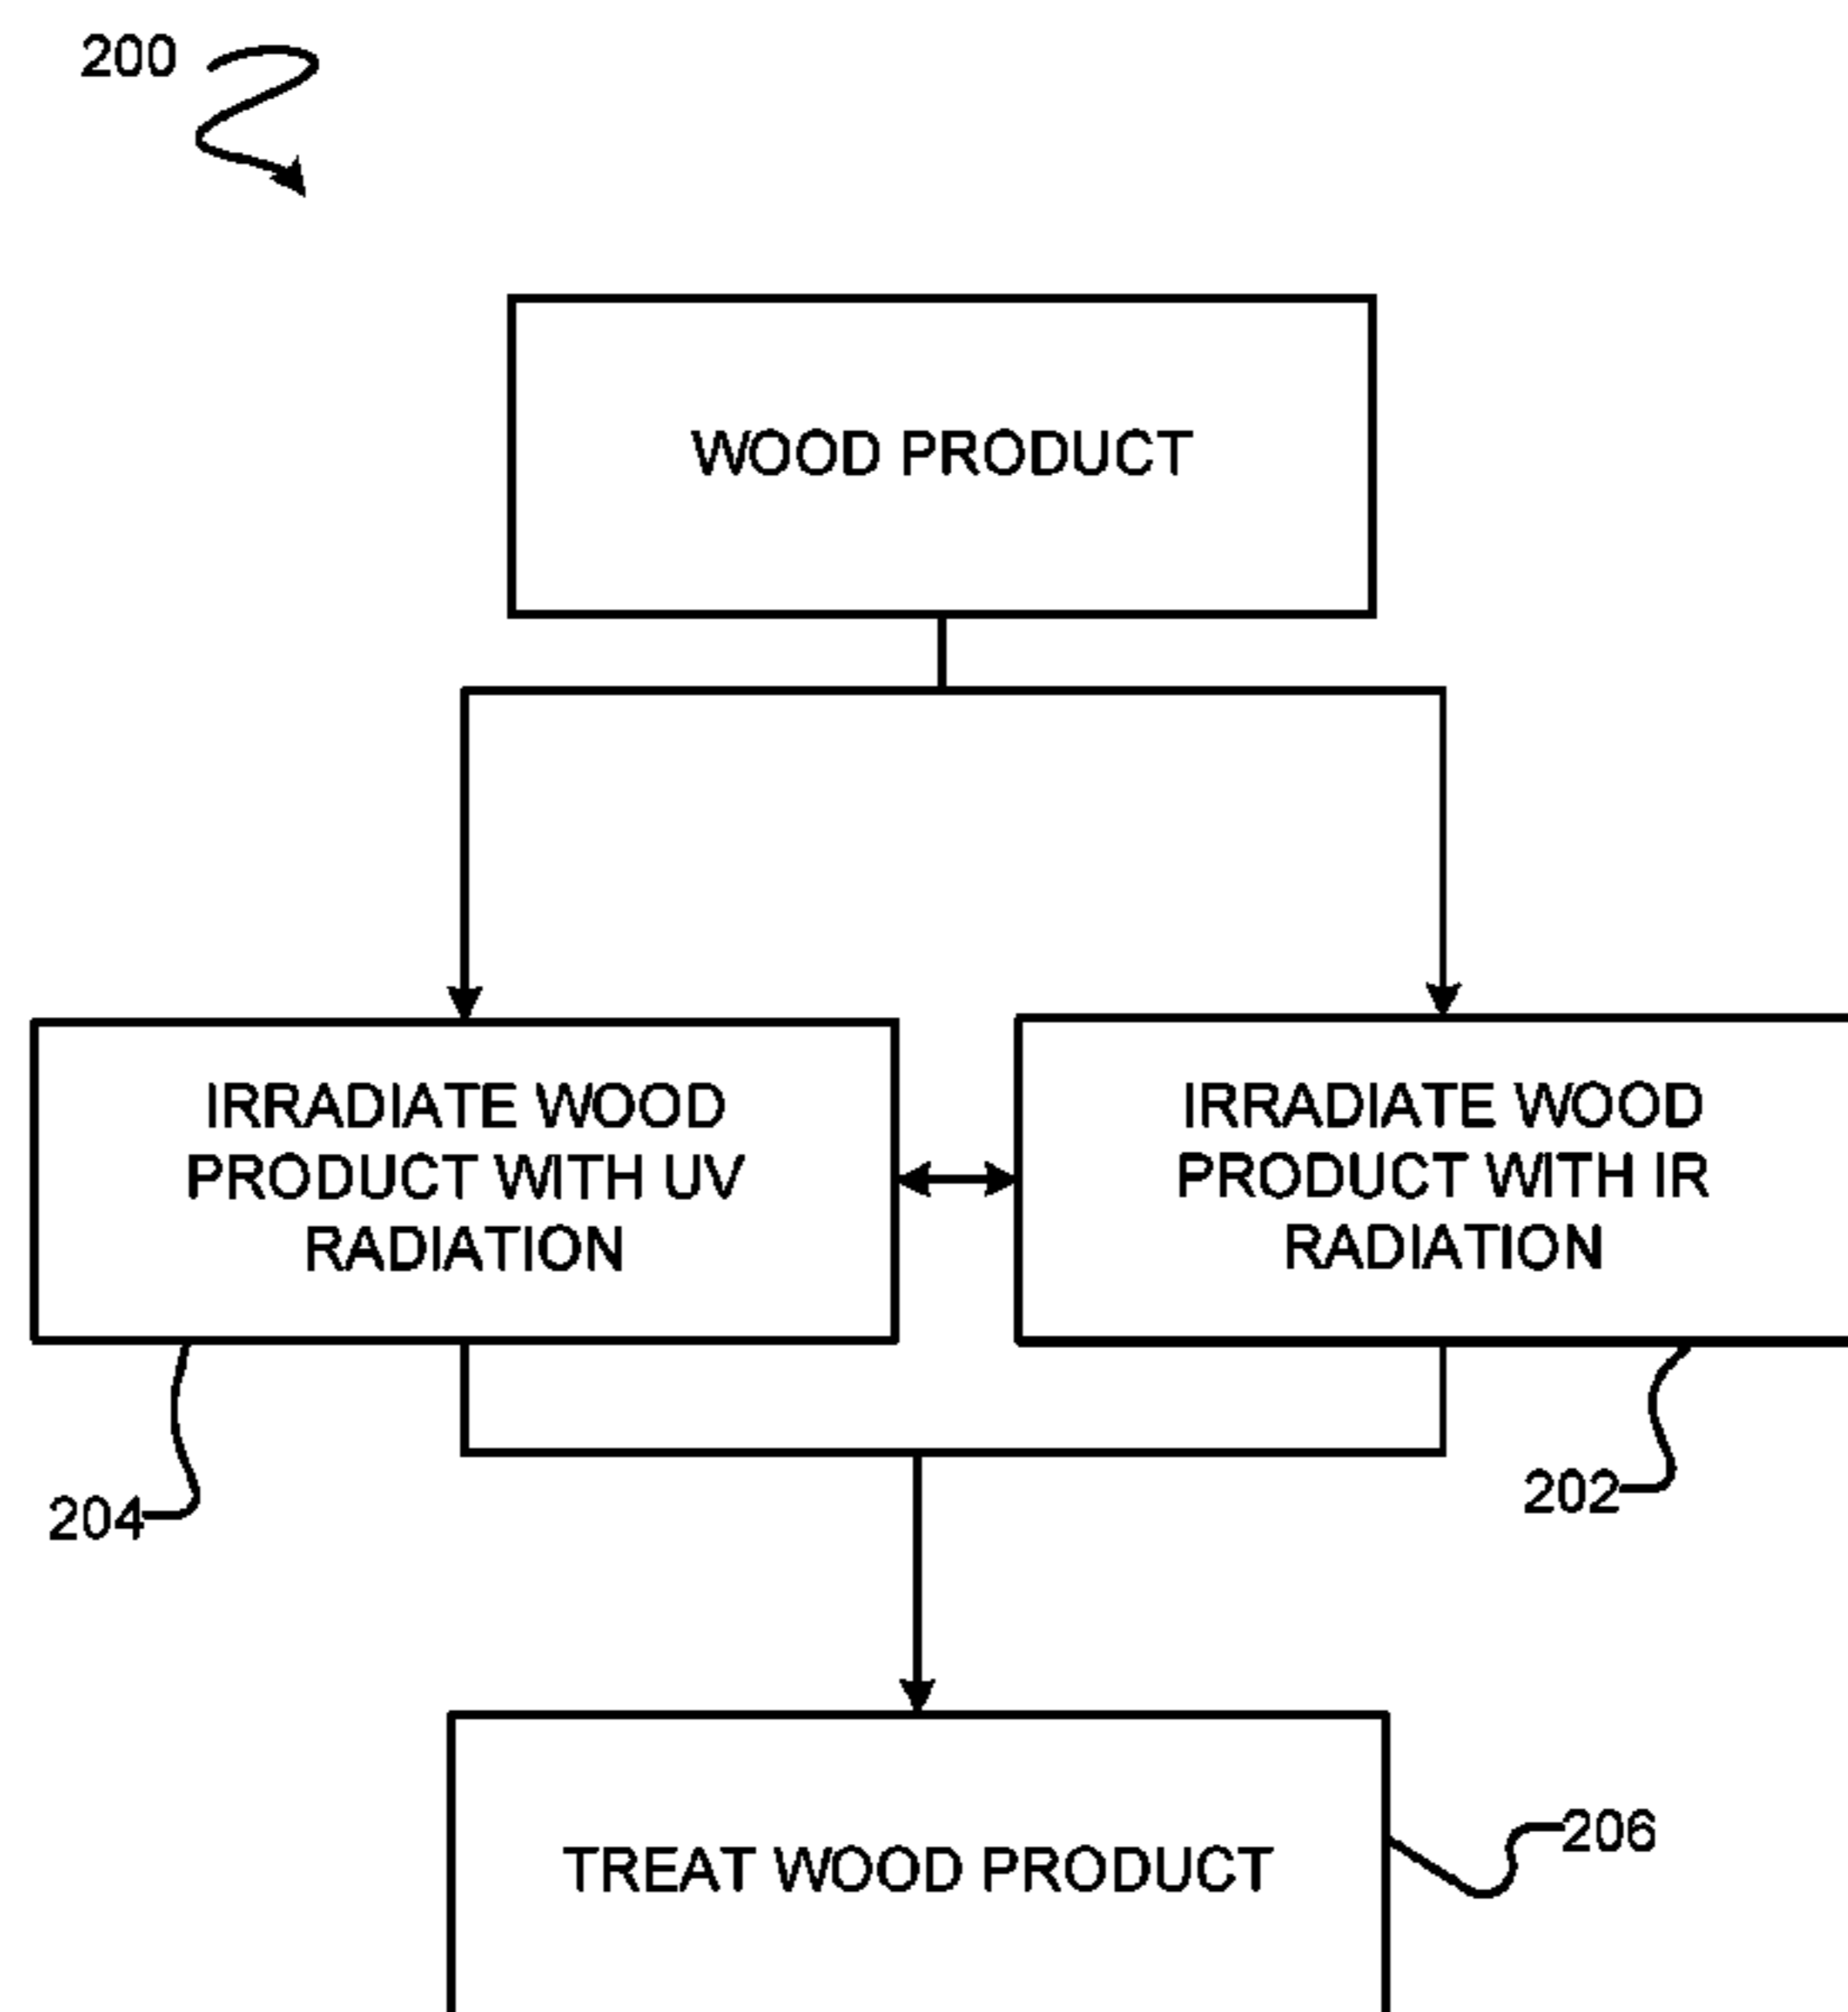 200
WOOD PRODUCT
IRRADIATE WOOD
PRODUCT WITH UV
RADIATION
IRRADIATE WOOD
PRODUCT WITH IR
RADIATION
204
202
TREAT WOOD PRODUCT
206